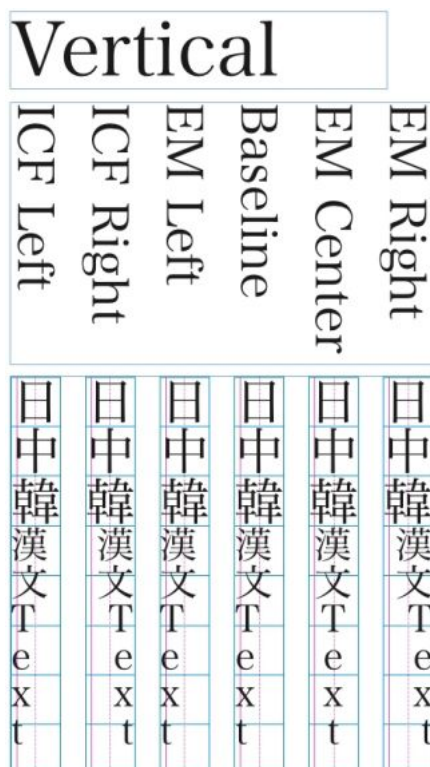 Vertical
ICF Left
ICF Right
EM Left
Baseline
EM Center
EM Right
日中韓漢文Text
日中韓漢文Text
日中韓漢文Text
日中韓漢文Text
日中韓漢文Text
日中韓漢文Text